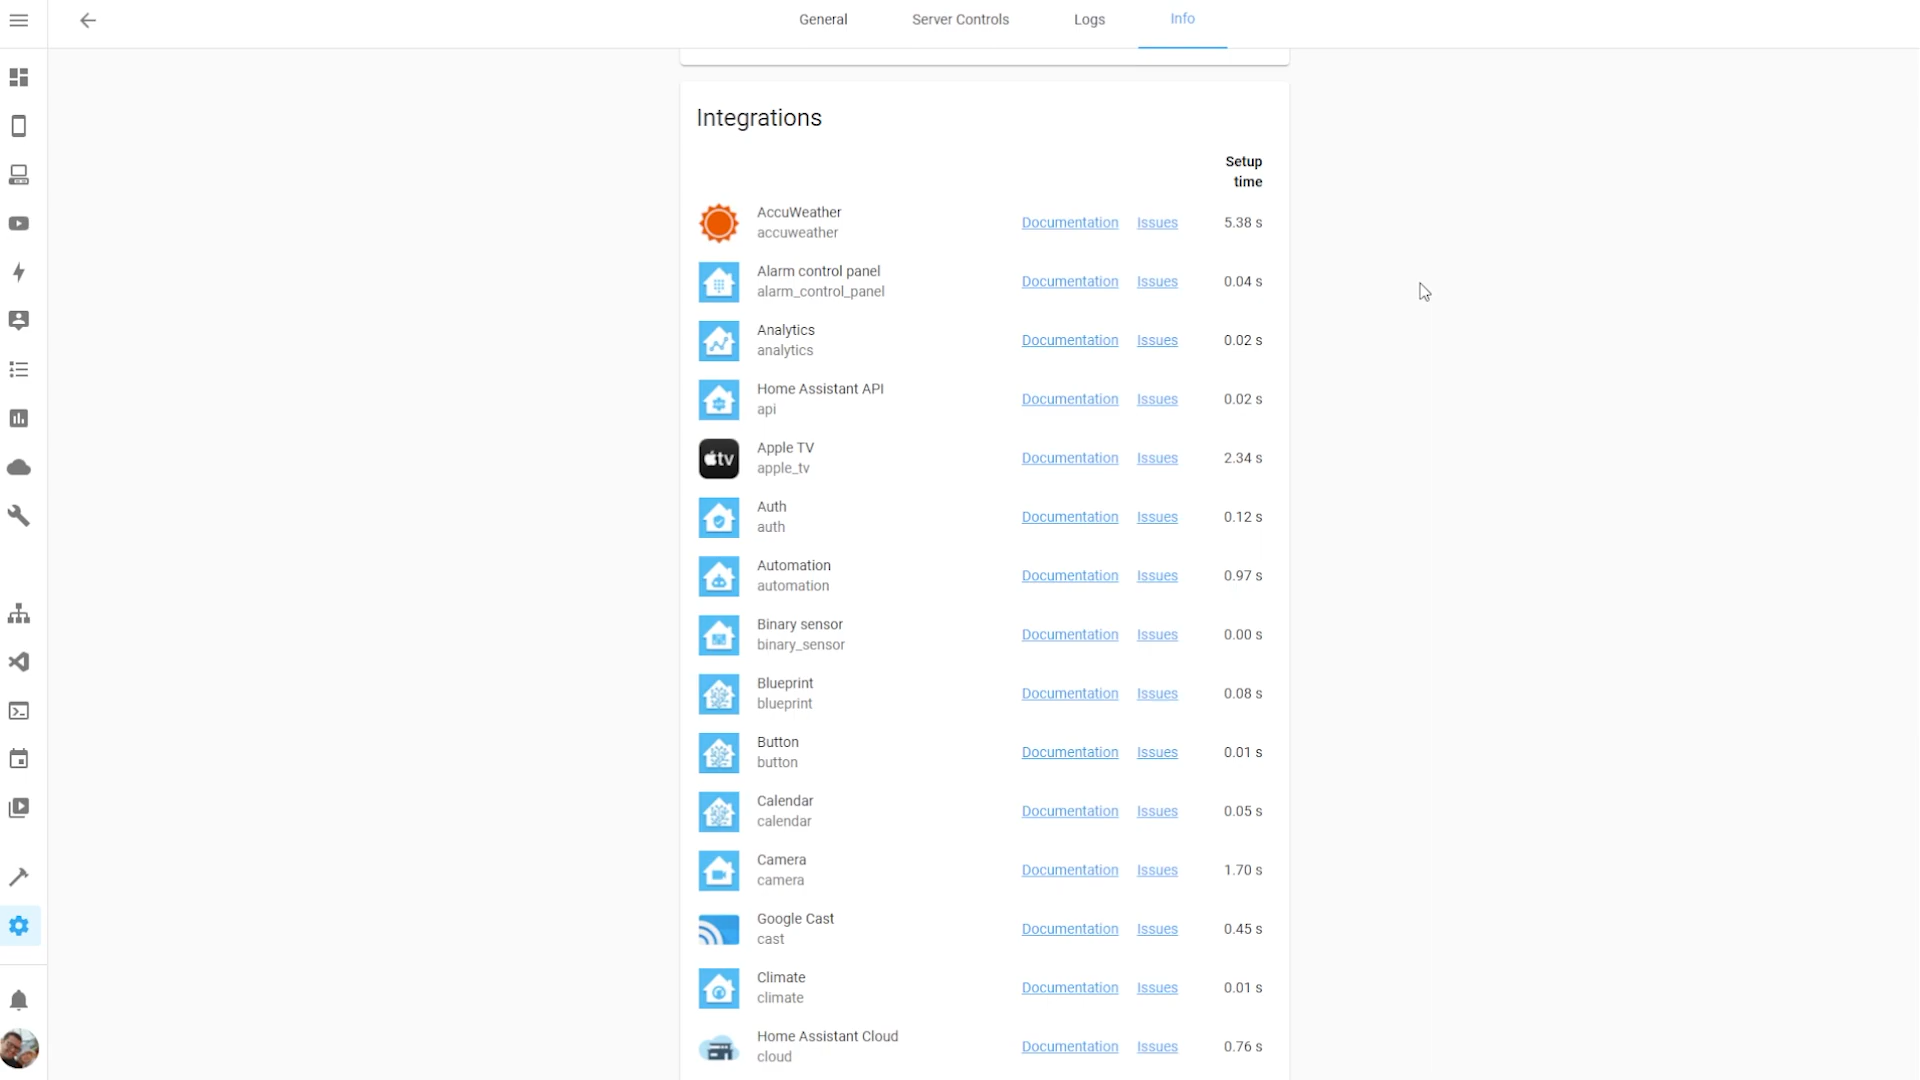 General Server Controls Logs Info
Integrations
Setup
time
AccuWeather
accuweather
Documentation Issues 5.38 s
Alarm control panel
alarm_control_panel
Documentation Issues 0.04 s
Analytics
analytics
Documentation Issues 0.02 s
Home Assistant API
api
Documentation Issues 0.02 s
tv
Apple TV
apple_tv
Documentation Issues 2.34 s
Auth
auth
Documentation Issues 0.12 s
Automation
automation
Documentation Issues 0.97 s
Binary sensor
binary_sensor
Documentation Issues 0.00 s
Blueprint
blueprint
Documentation Issues 0.08 s
Button
button
Documentation Issues 0.01 s
Calendar
calendar
Documentation Issues 0.05 s
Camera
camera
Documentation Issues 1.70 s
Google Cast
cast
Documentation Issues 0.45 s
Climate
climate
Documentation Issues 0.01 s
Home Assistant Cloud
cloud
Documentation Issues 0.76 s